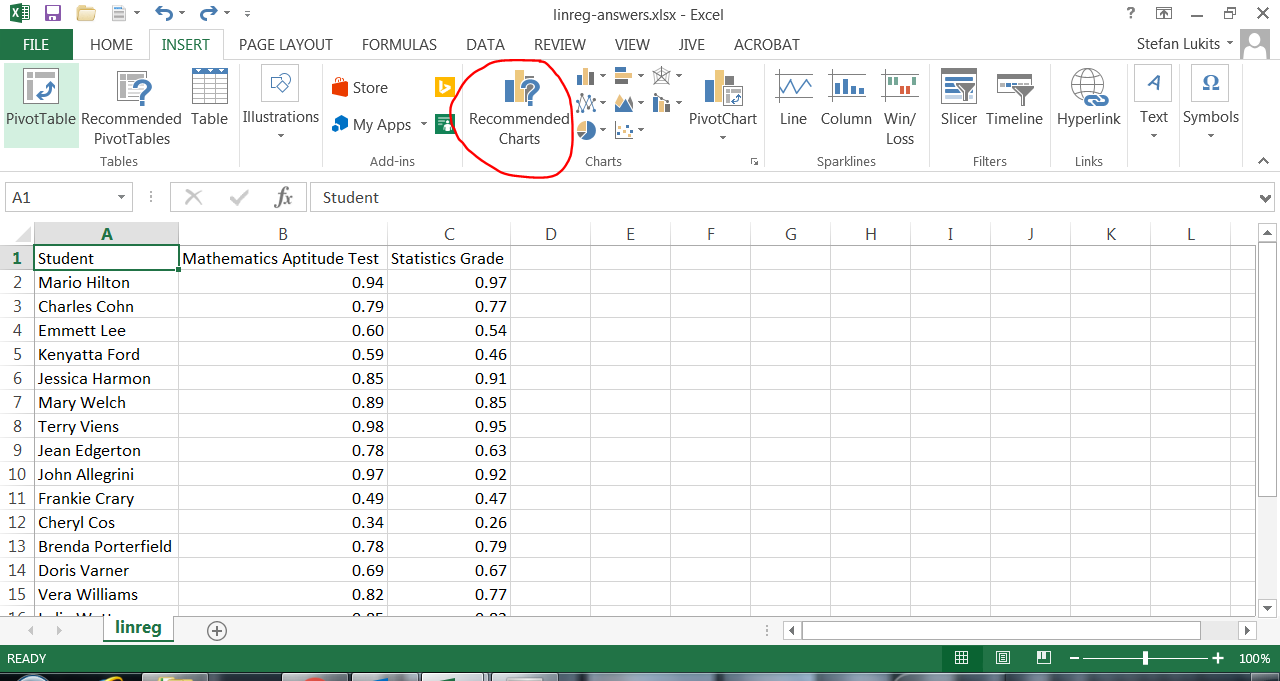 linreg-answers.xlsx - Excel
?
FILE HOME INSERT PAGE LAYOUT FORMULAS DATA REVIEW VIEW JIVE ACROBAT Stefan Lukits
PivotTable Recommended PivotTables Table Illustrations Store My Apps Recommended Charts PivotChart Line Column Win/ Loss Slicer Timeline Hyperlink Text Symbols
Tables Add-ins Charts Sparklines Filters Links
A1 fx Student
A B C D E F G H I J K L
1 Student Mathematics Aptitude Test Statistics Grade
2 Mario Hilton 0.94 0.97
3 Charles Cohn 0.79 0.77
4 Emmett Lee 0.60 0.54
5 Kenyatta Ford 0.59 0.46
6 Jessica Harmon 0.85 0.91
7 Mary Welch 0.89 0.85
8 Terry Viens 0.98 0.95
9 Jean Edgerton 0.78 0.63
10 John Allegrini 0.97 0.92
11 Frankie Crary 0.49 0.47
12 Cheryl Cos 0.34 0.26
13 Brenda Porterfield 0.78 0.79
14 Doris Varner 0.69 0.67
15 Vera Williams 0.82 0.77
linreg
READY 100%